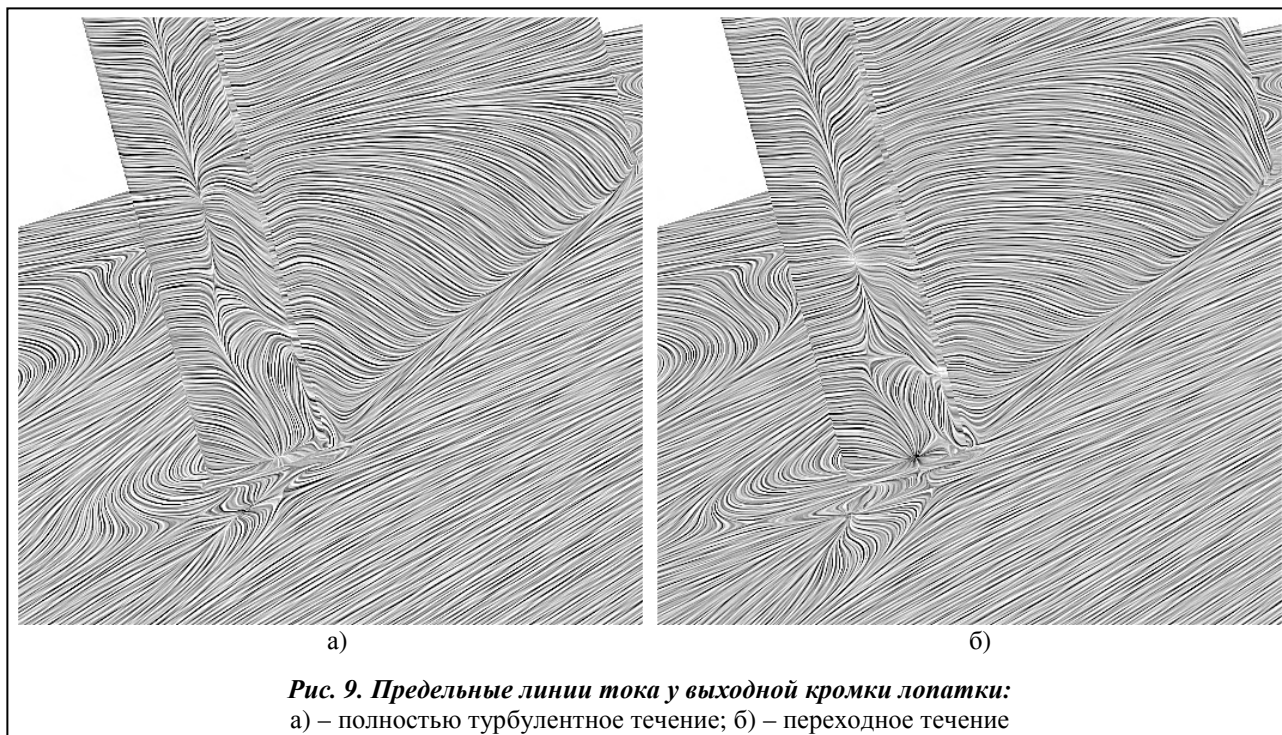 а)
б)
Рис. 9. Предельные линии тока у выходной кромки лопатки:
а) – полностью турбулентное течение; б) – переходное течение